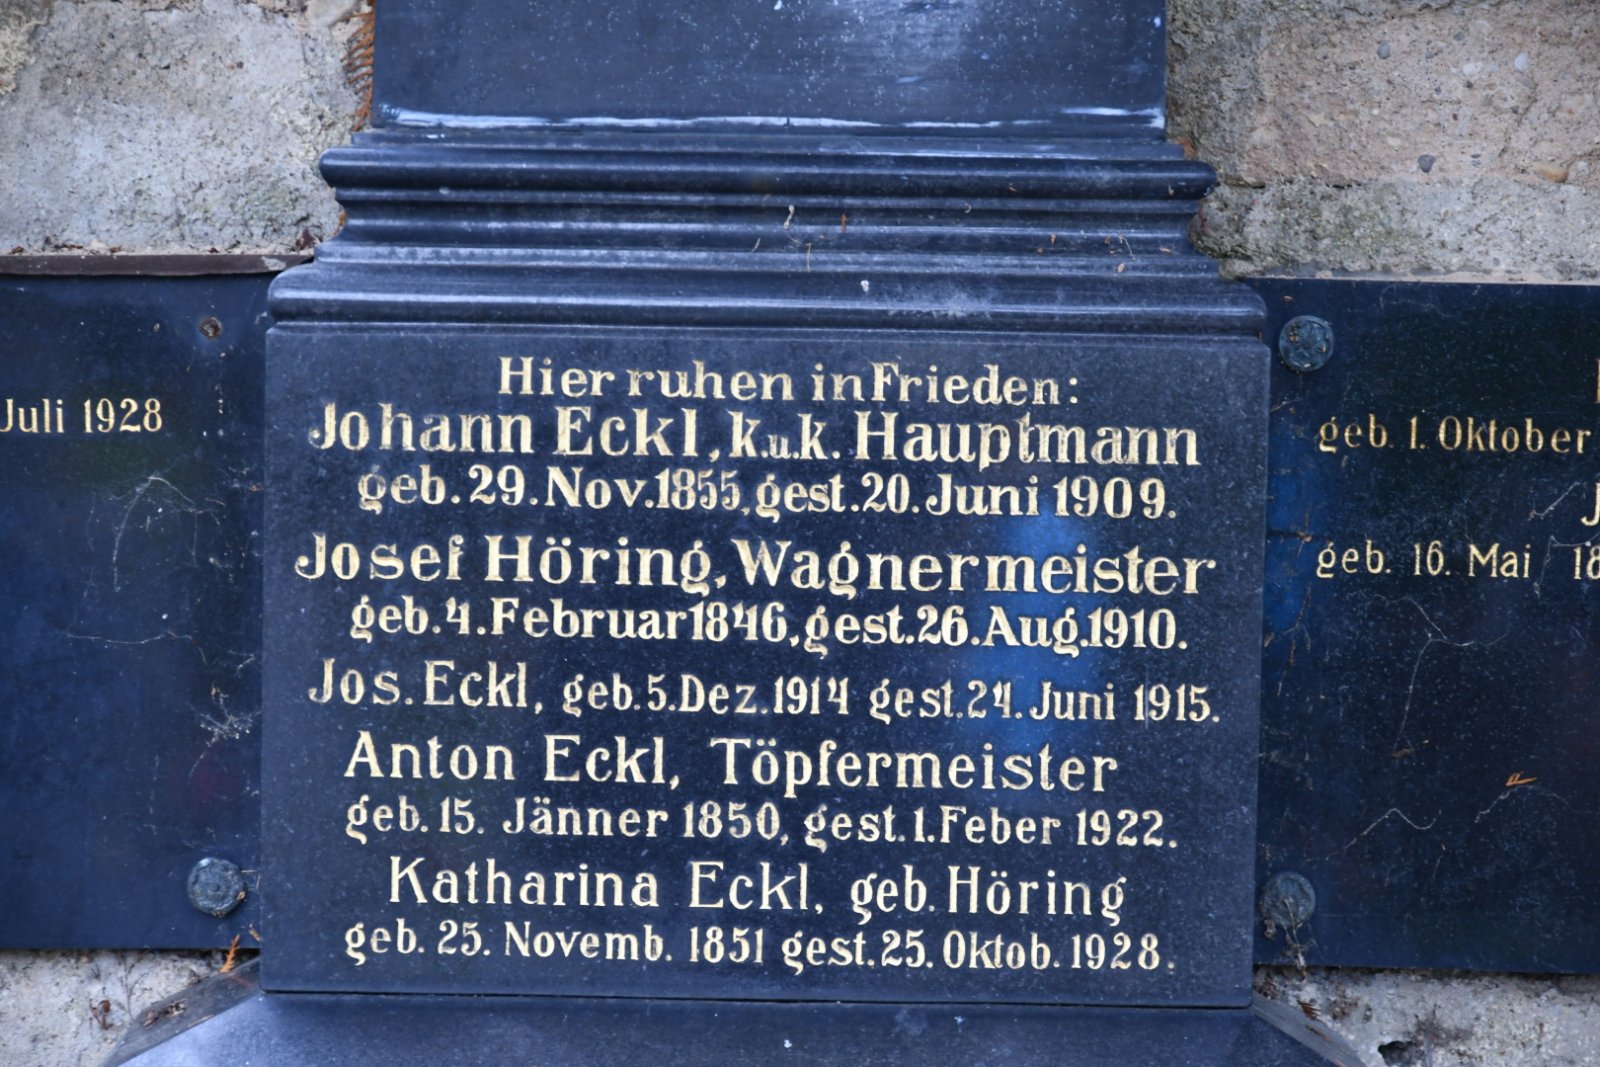 Hier ruhen in Frieden:
Johann Eckl, k.u.k. Hauptmann
geb. 29. Nov. 1855, gest. 20. Juni 1909.
Josef Höring, Wagnermeister
geb. 4. Februar 1846, gest. 26. Aug. 1910.
Jos. Eckl, geb. 5. Dez. 1914 gest. 24. Juni 1915.
Anton Eckl, Töpfermeister
geb. 15. Jänner 1850, gest. 1. Feber 1922.
Katharina Eckl, geb. Höring
geb. 25. Novemb. 1851 gest. 25. Oktob. 1928.
Juli 1928
geb. 1. Oktober
geb. 16. Mai